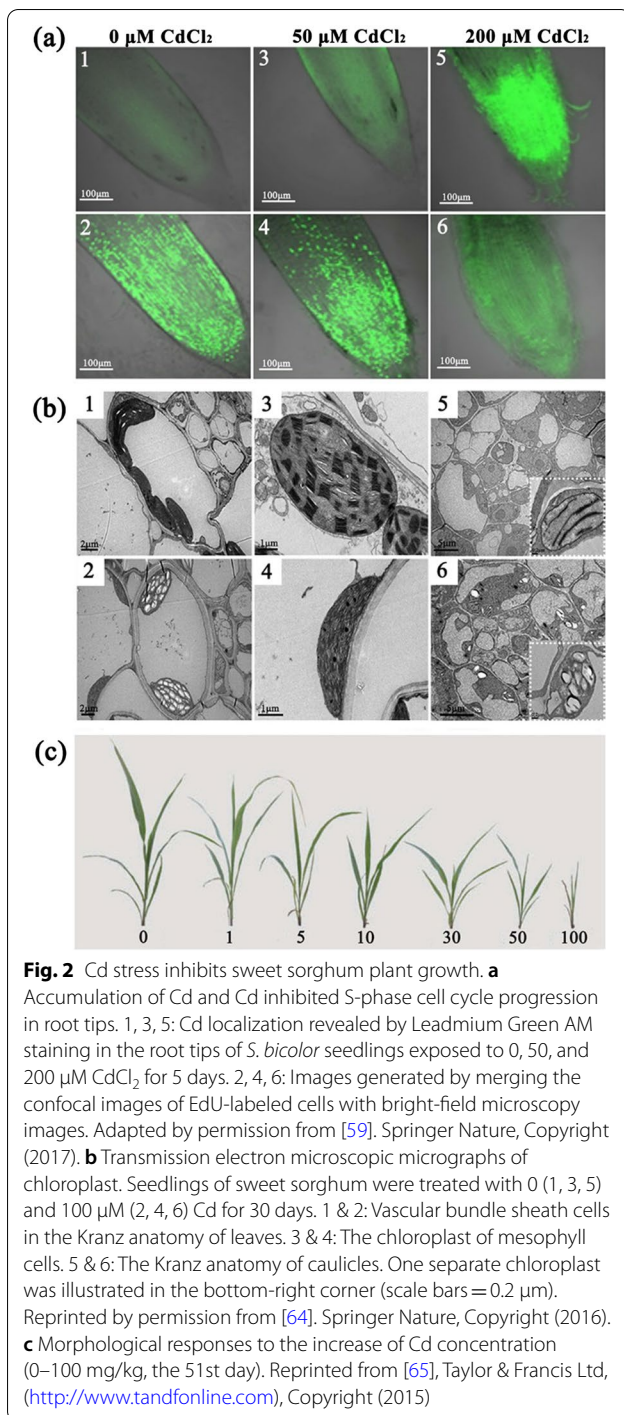 (a)
0 µM CdCl₂
50 µM CdCl₂
200 µM CdCl₂
1
3
5
100µm
100µm
100µm
2
4
6
100µm
100µm
100µm
(b)
1
3
5
2µm
1µm
5µm
2
4
6
2µm
1µm
5µm
(c)
0
1
5
10
30
50
100
Fig. 2 Cd stress inhibits sweet sorghum plant growth. a
Accumulation of Cd and Cd inhibited S-phase cell cycle progression
in root tips. 1, 3, 5: Cd localization revealed by Leadmium Green AM
staining in the root tips of S. bicolor seedlings exposed to 0, 50, and
200 μM CdCl₂ for 5 days. 2, 4, 6: Images generated by merging the
confocal images of EdU-labeled cells with bright-field microscopy
images. Adapted by permission from [59]. Springer Nature, Copyright
(2017). b Transmission electron microscopic micrographs of
chloroplast. Seedlings of sweet sorghum were treated with 0 (1, 3, 5)
and 100 μM (2, 4, 6) Cd for 30 days. 1 & 2: Vascular bundle sheath cells
in the Kranz anatomy of leaves. 3 & 4: The chloroplast of mesophyll
cells. 5 & 6: The Kranz anatomy of caulicles. One separate chloroplast
was illustrated in the bottom-right corner (scale bars = 0.2 μm).
Reprinted by permission from [64]. Springer Nature, Copyright (2016).
c Morphological responses to the increase of Cd concentration
(0–100 mg/kg, the 51st day). Reprinted from [65], Taylor & Francis Ltd,
(http://www.tandfonline.com), Copyright (2015)